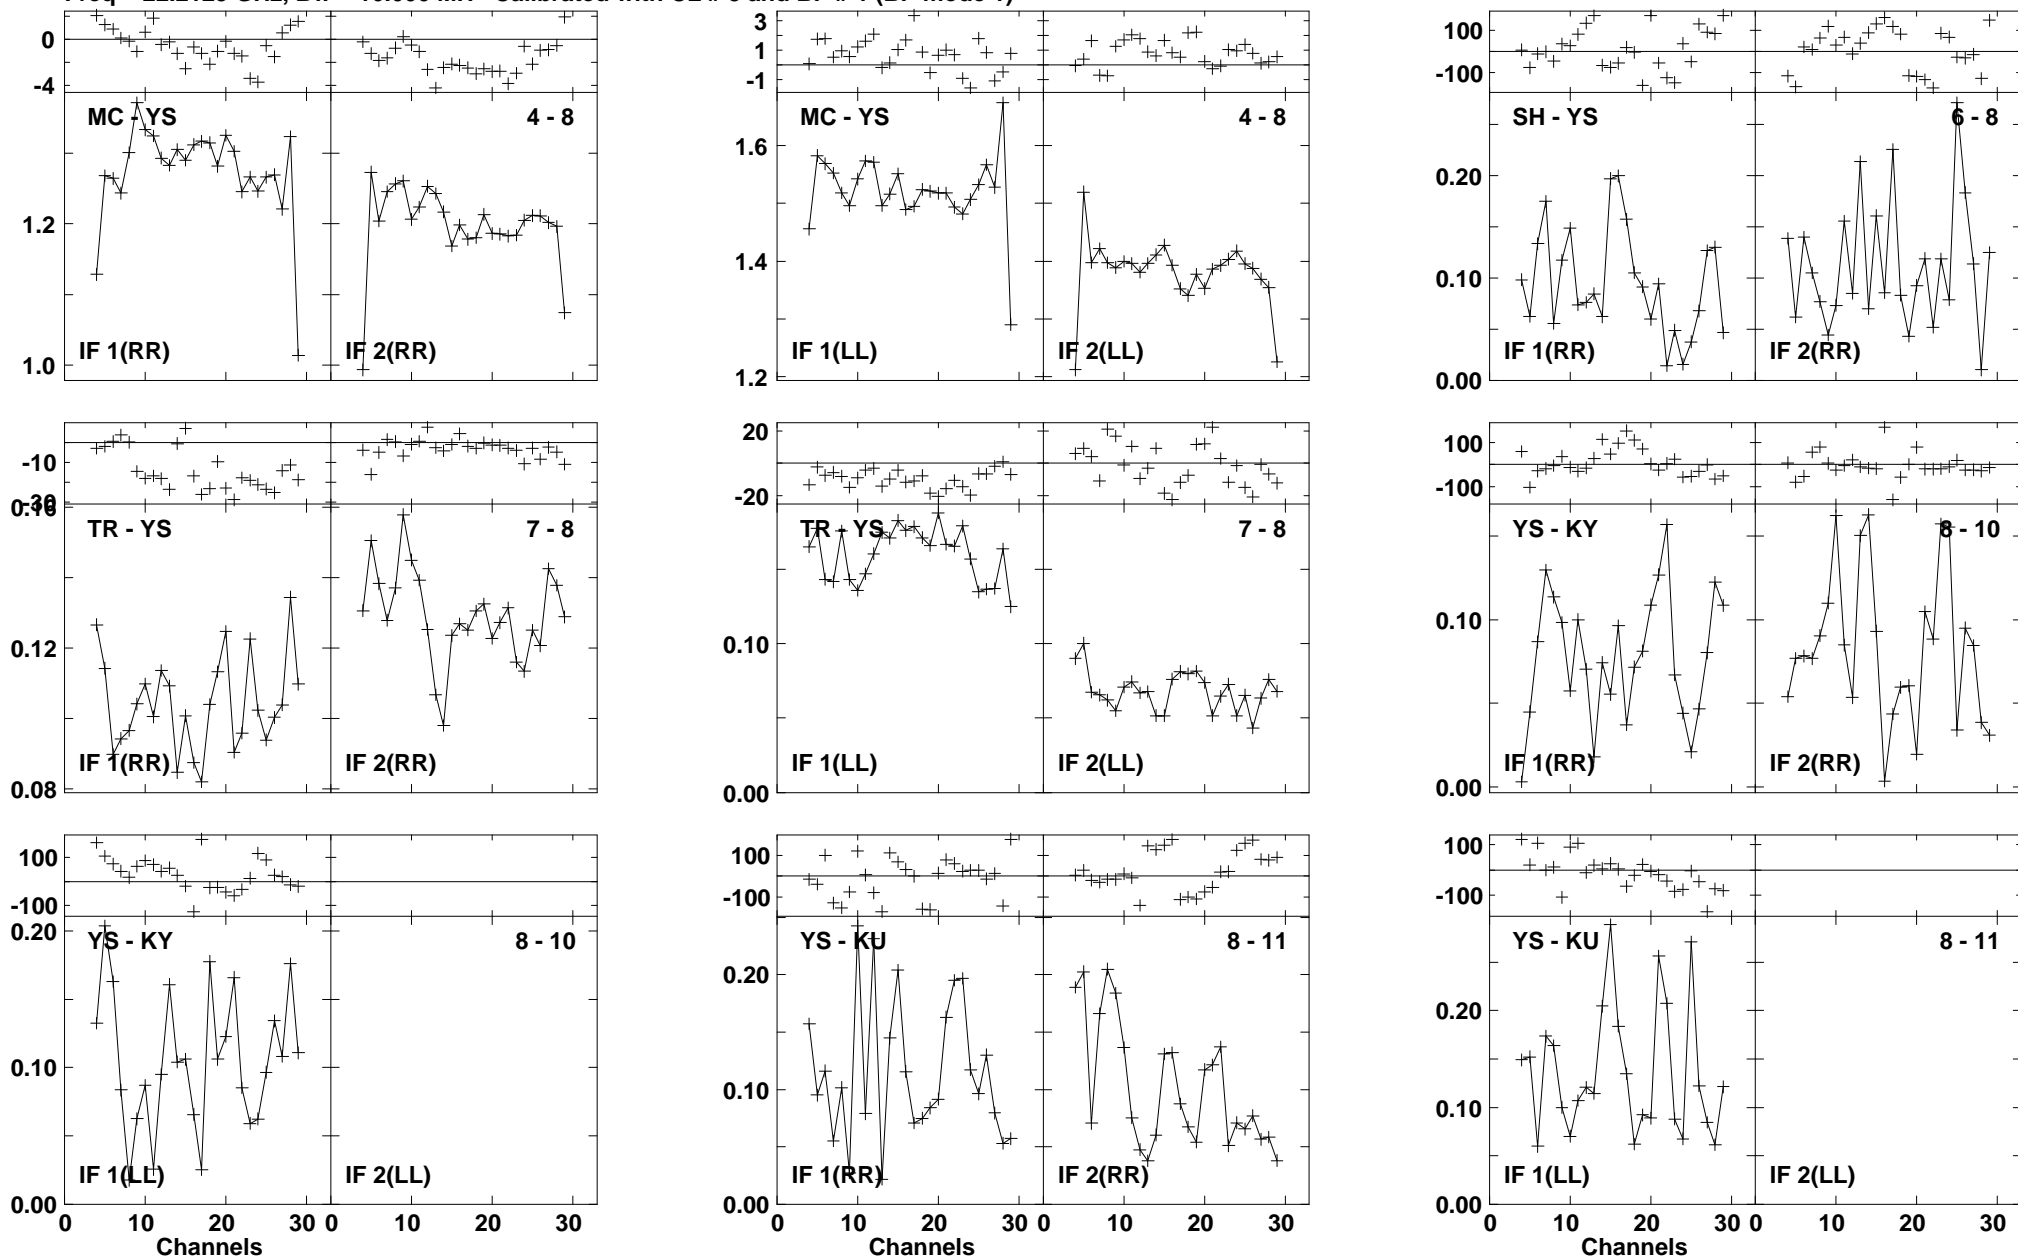 0
-4
MC - YS
4 - 8
1.2
1.0
IF 1(RR)
IF 2(RR)
3
1
-1
MC - YS
4 - 8
1.6
1.4
1.2
IF 1(LL)
IF 2(LL)
100
-100
SH - YS
6 - 8
0.20
0.10
0.00
IF 1(RR)
IF 2(RR)
-10
-30
0.16
TR - YS
7 - 8
0.12
0.08
IF 1(RR)
IF 2(RR)
20
-20
TR - YS
7 - 8
0.10
0.00
IF 1(LL)
IF 2(LL)
100
-100
YS - KY
8 - 10
0.10
0.00
IF 1(RR)
IF 2(RR)
100
-100
YS - KY
8 - 10
0.20
0.10
0.00
IF 1(LL)
IF 2(LL)
0 10 20 30 0 10 20 30
Channels
100
-100
YS - KU
8 - 11
0.20
0.10
0.00
IF 1(RR)
IF 2(RR)
0 10 20 30 0 10 20 30
Channels
100
-100
YS - KU
8 - 11
0.20
0.10
0.00
IF 1(LL)
IF 2(LL)
0 10 20 30 0 10 20 30
Channels